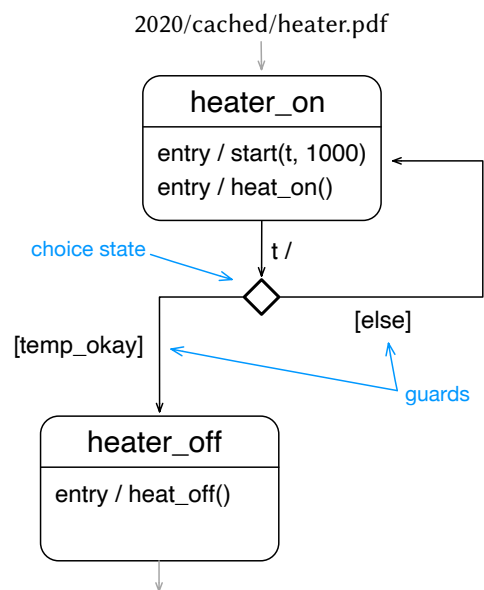 2020/cached/heater.pdf
heater_on
entry / start(t, 1000)
entry / heat_on()
choice state
t /
[else]
[temp_okay]
guards
heater_off
entry / heat_off()